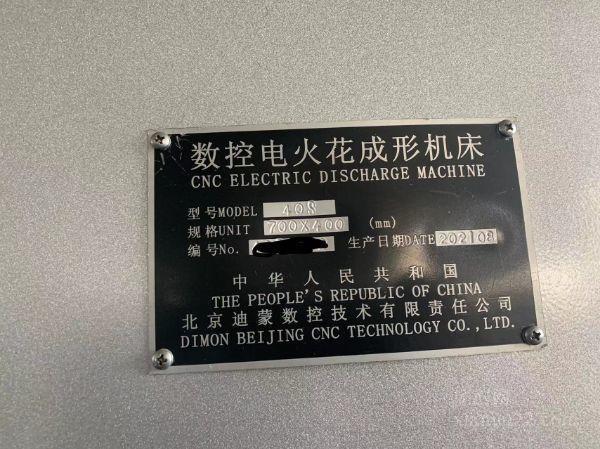 数控电火花成形机床
CNC ELECTRIC DISCHARGE MACHINE
型号MODEL 408
规格UNIT 700X400 (mm)
编号No. 生产日期DATE 202108
中华人民共和国
THE PEOPLE'S REPUBLIC OF CHINA
北京迪蒙数控技术有限责任公司
DIMON BEIJING CNC TECHNOLOGY CO.,LTD.